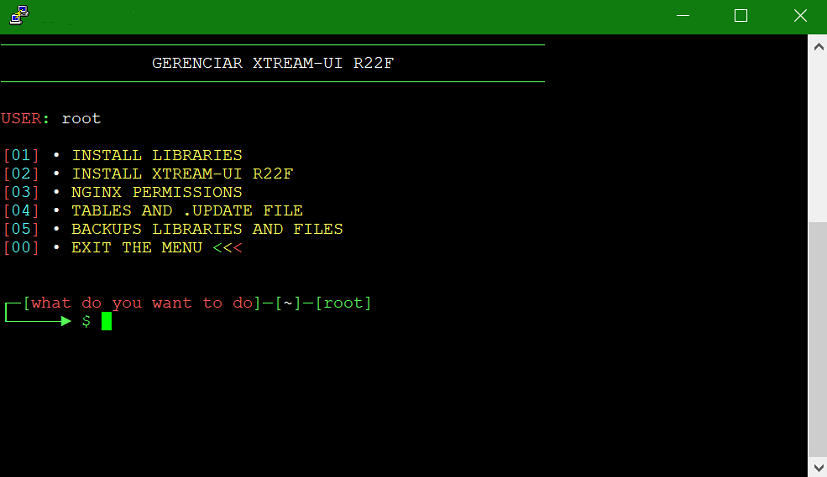 GERENCIAR XTREAM-UI R22F
USER: root
[01] • INSTALL LIBRARIES
[02] • INSTALL XTREAM-UI R22F
[03] • NGINX PERMISSIONS
[04] • TABLES AND .UPDATE FILE
[05] • BACKUPS LIBRARIES AND FILES
[00] • EXIT THE MENU <<<
┌─[what do you want to do]─[~]─[root]
└─────► $